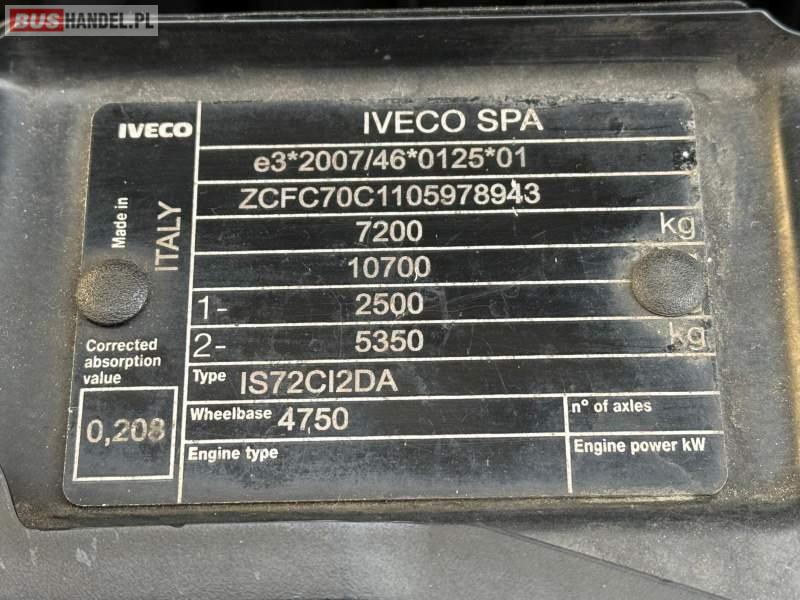 BUSHANDEL.PL
IVECO
IVECO SPA
e3*2007/46*0125*01
ZCFC70C1105978943
Made in
ITALY
7200 kg
10700
1- 2500
2- 5350 kg
Corrected
absorption
value
0,208
Type IS72CI2DA
Wheelbase 4750
n° of axles
Engine type
Engine power kW